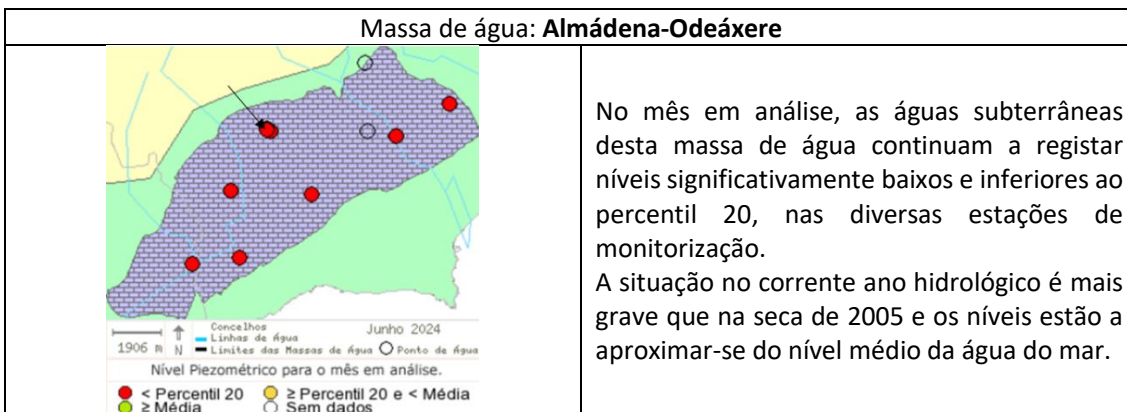 Massa de água: Almádena-Odeáxere
Concelhos
Linhas de Água
Limites das Massas de Água
Ponto de Água
Junho 2024
1906 m
N
Nível Piezométrico para o mês em análise.
< Percentil 20
≥ Percentil 20 e < Média
≥ Média
Sem dados
No mês em análise, as águas subterrâneas
desta massa de água continuam a registar
níveis significativamente baixos e inferiores ao
percentil 20, nas diversas estações de
monitorização.
A situação no corrente ano hidrológico é mais
grave que na seca de 2005 e os níveis estão a
aproximar-se do nível médio da água do mar.